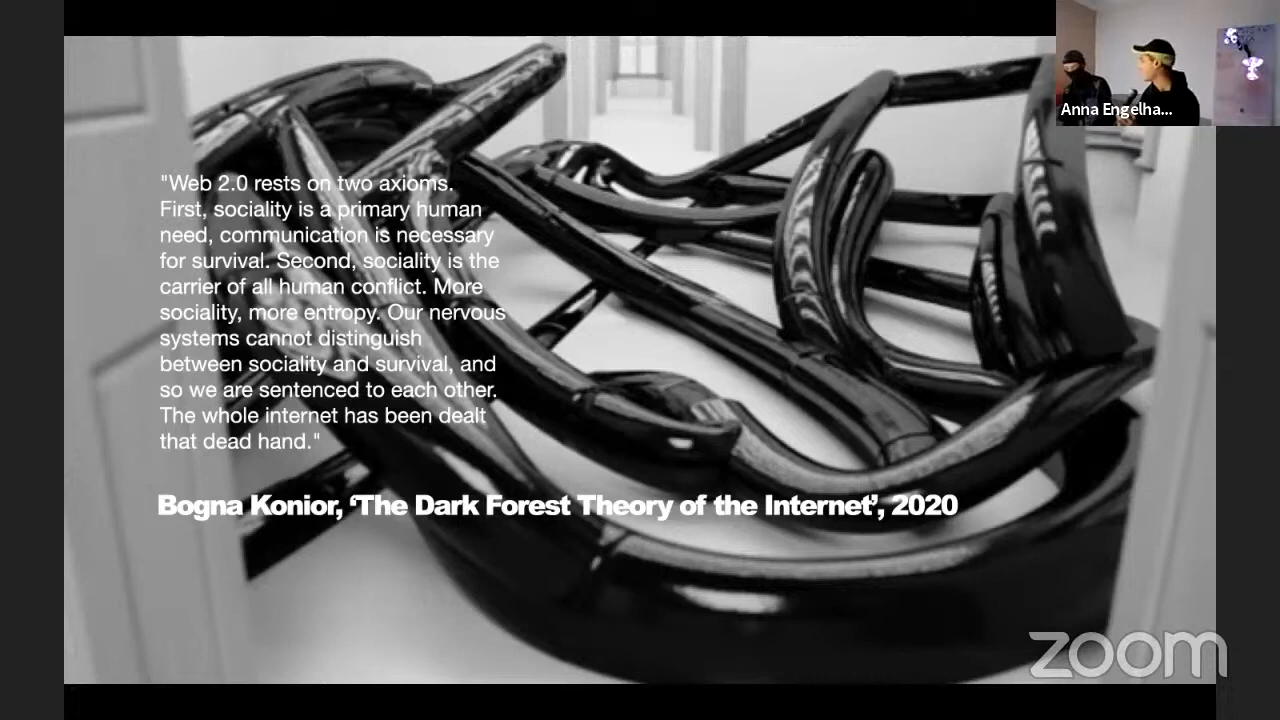 Anna Engelha...
"Web 2.0 rests on two axioms.
First, sociality is a primary human
need, communication is necessary
for survival. Second, sociality is the
carrier of all human conflict. More
sociality, more entropy. Our nervous
systems cannot distinguish
between sociality and survival, and
so we are sentenced to each other.
The whole internet has been dealt
that dead hand."
Bogna Konior, ‘The Dark Forest Theory of the Internet’, 2020
zoom